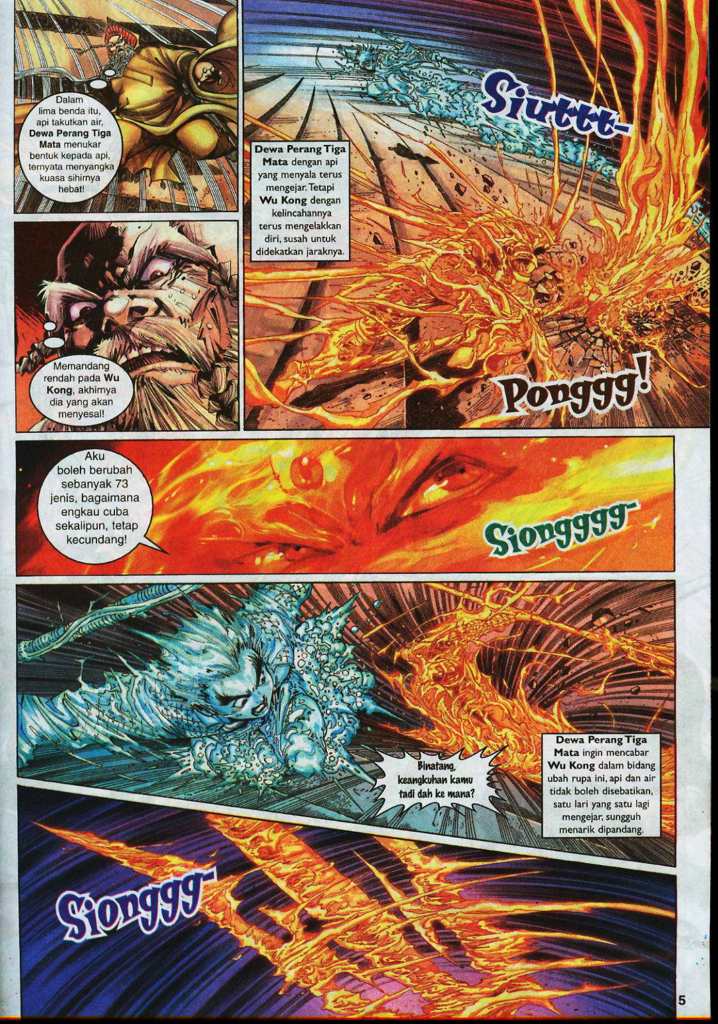 Dalam
lima benda itu,
api takutkan air,
Dewa Perang Tiga
Mata menukar
bentuk kepada api,
ternyata menyangka
kuasa sihirnya
hebat!
Siuttt-
Dewa Perang Tiga
Mata dengan api
yang menyala terus
mengejar. Tetapi
Wu Kong dengan
kelincahannya
terus mengelakkan
diri, susah untuk
didekatkan jaraknya.
Memandang
rendah pada Wu
Kong, akhirnya
dia yang akan
menyesal!
Ponggg!
Aku
boleh berubah
sebanyak 73
jenis, bagaimana
engkau cuba
sekalipun, tetap
kecundang!
Siongggg-
Binatang,
keangkuhan kamu
tadi dah ke mana?
Dewa Perang Tiga
Mata ingin mencabar
Wu Kong dalam bidang
ubah rupa ini, api dan air
tidak boleh disebatikan,
satu lari yang satu lagi
mengejar, sungguh
menarik dipandang.
Sionggg-
5